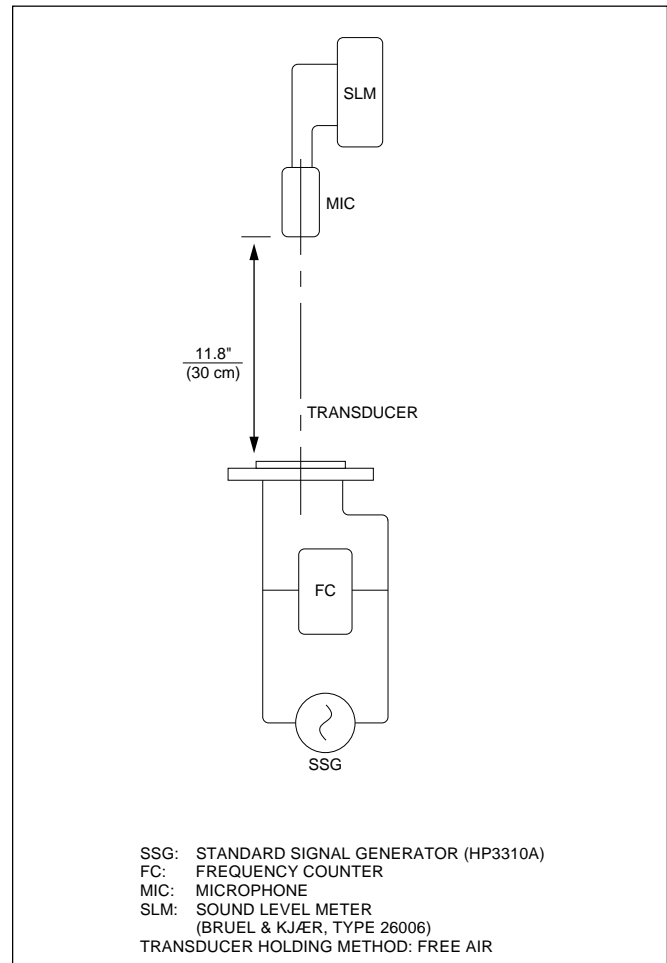 SLM
MIC
11.8"
(30 cm)
TRANSDUCER
FC
SSG
SSG: STANDARD SIGNAL GENERATOR (HP3310A)
FC: FREQUENCY COUNTER
MIC: MICROPHONE
SLM: SOUND LEVEL METER
(BRUEL & KJÆR, TYPE 26006)
TRANSDUCER HOLDING METHOD: FREE AIR